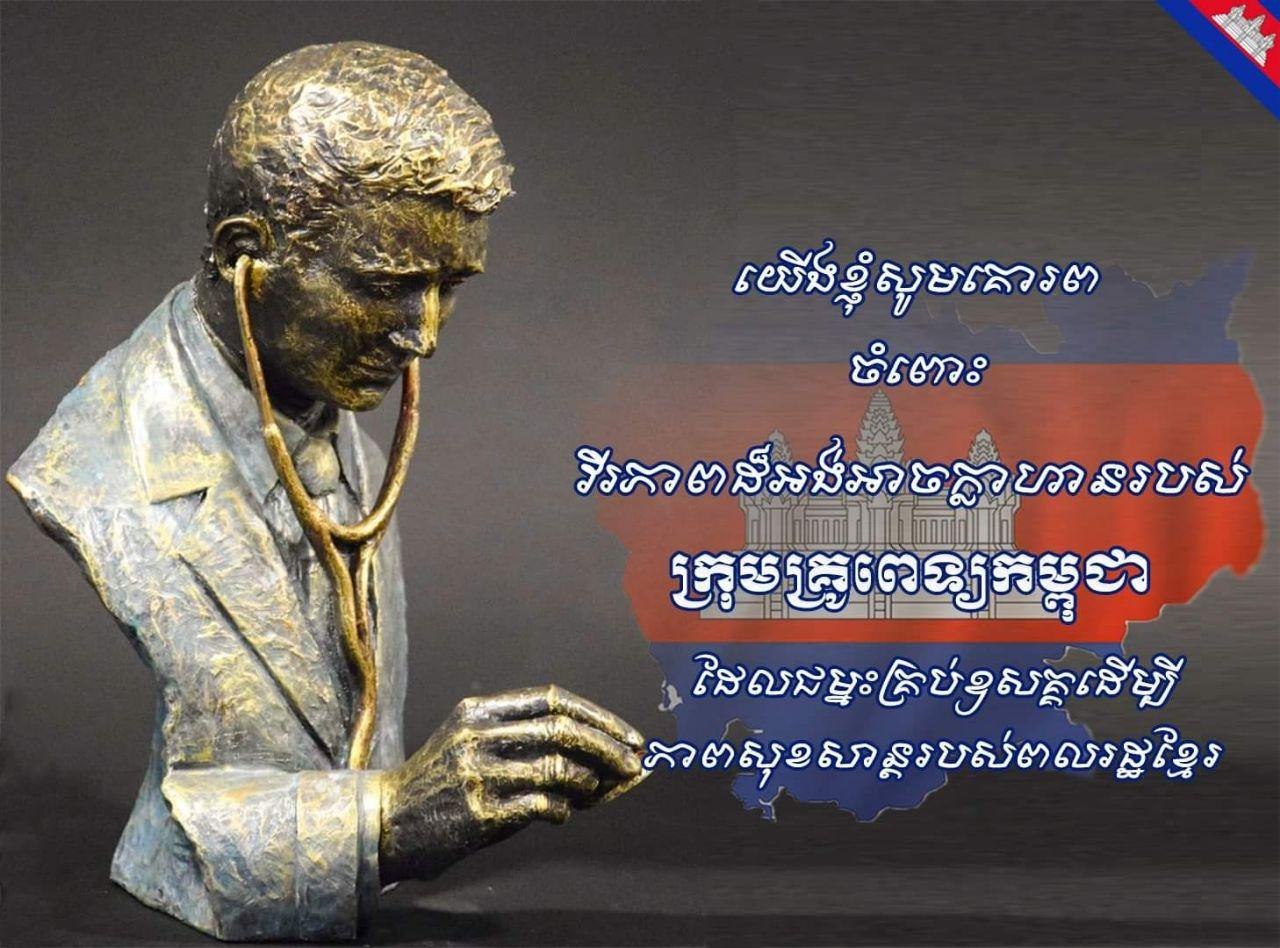 យើងខ្ញុំសូមគោរព
ចំពោះ
វីរភាពដ៏អង់អាចក្លាហានរបស់
ក្រុមគ្រូពេទ្យកម្ពុជា
ដែលជម្នះគ្រប់ឧសគ្គដើម្បី
ភាពសុខសាន្តរបស់ពលរដ្ឋខ្មែរ